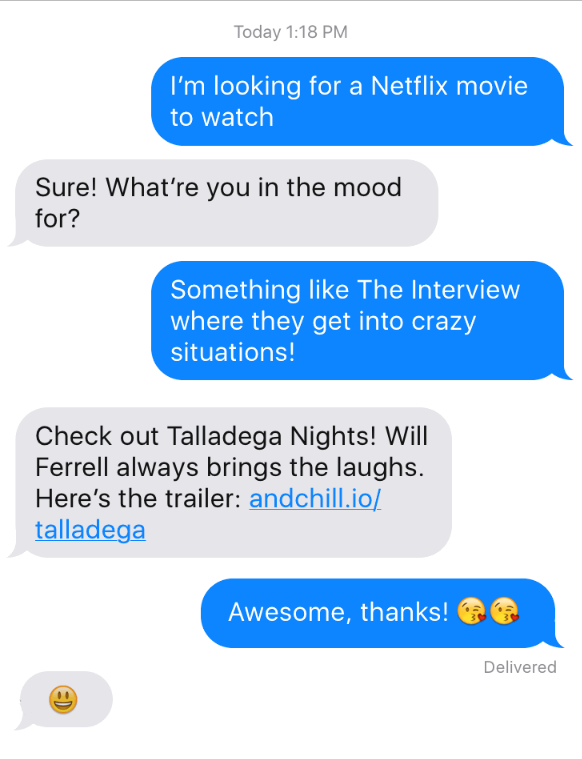 Today 1:18 PM
I’m looking for a Netflix movie
to watch
Sure! What’re you in the mood
for?
Something like The Interview
where they get into crazy
situations!
Check out Talladega Nights! Will
Ferrell always brings the laughs.
Here’s the trailer: andchill.io/
talladega
Awesome, thanks! 😘😘
Delivered
😃